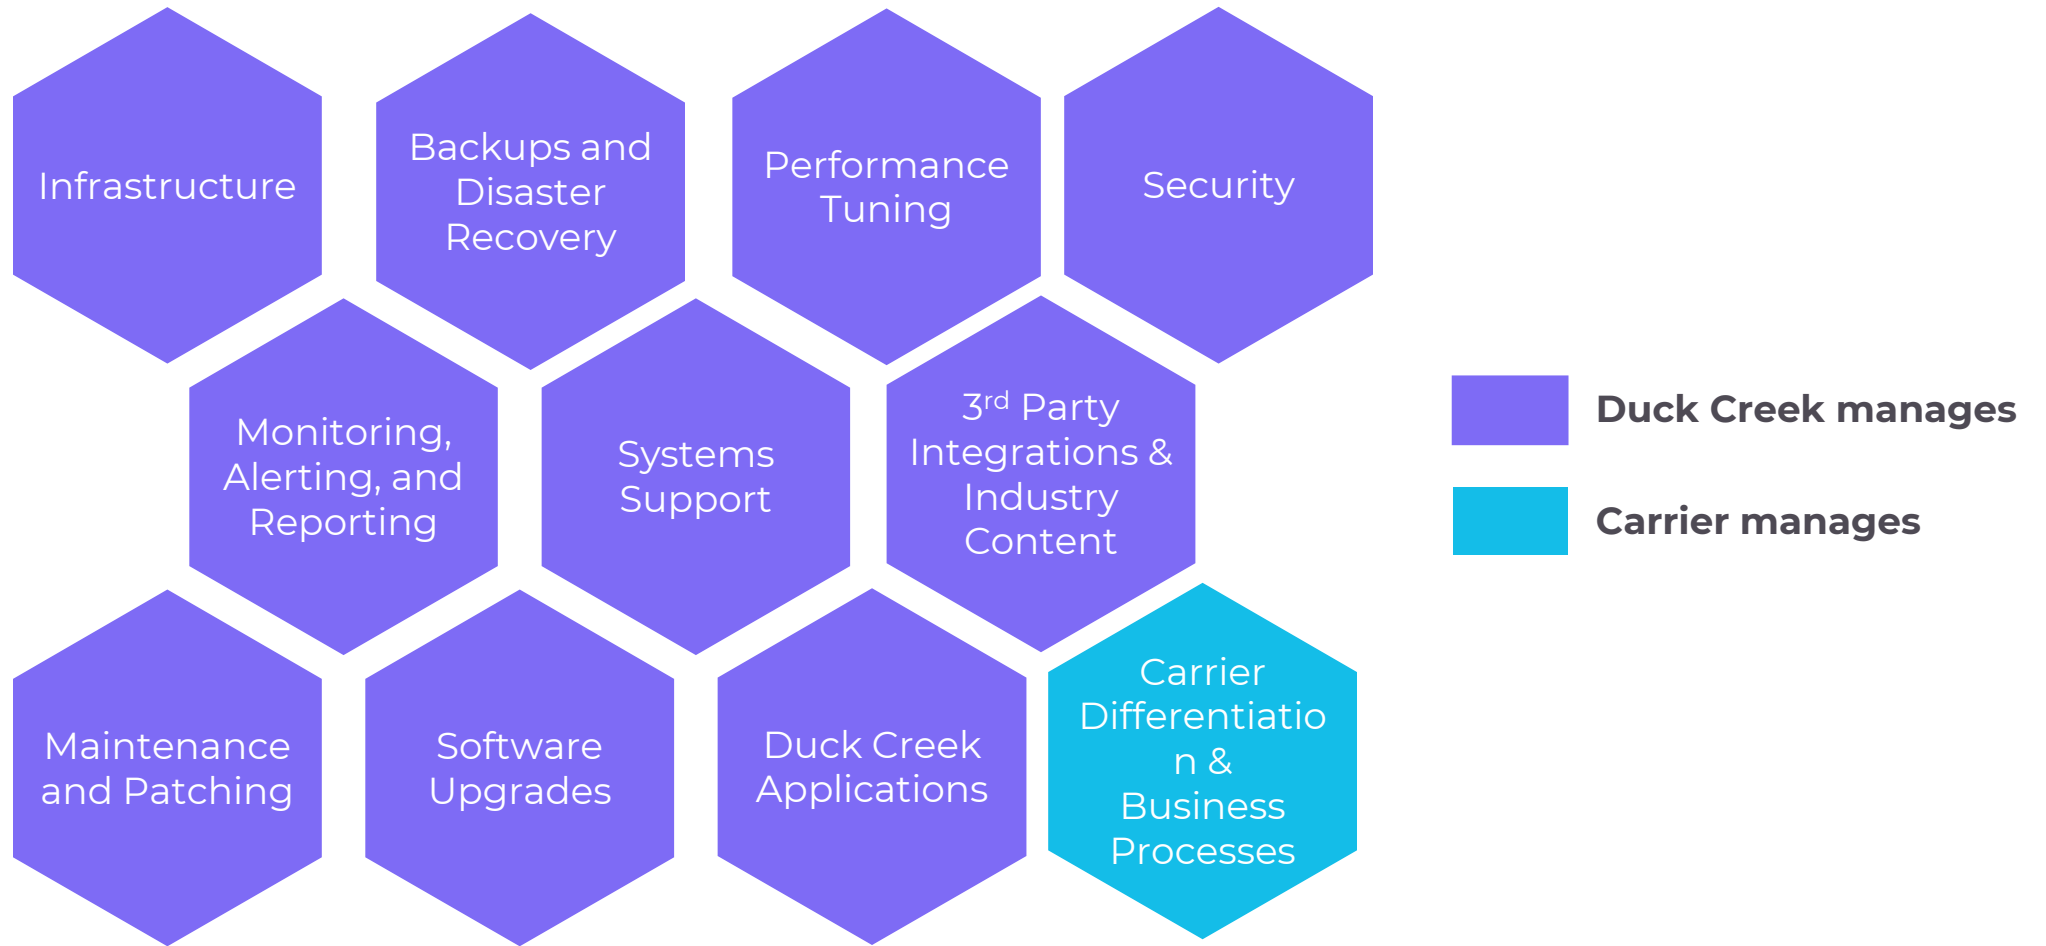 Infrastructure
Backups and
Disaster
Recovery
Performance
Tuning
Security
Monitoring,
Alerting, and
Reporting
Systems
Support
3rd Party
Integrations &
Industry
Content
Duck Creek manages
Carrier manages
Maintenance
and Patching
Software
Upgrades
Duck Creek
Applications
Carrier
Differentiatio
n &
Business
Processes